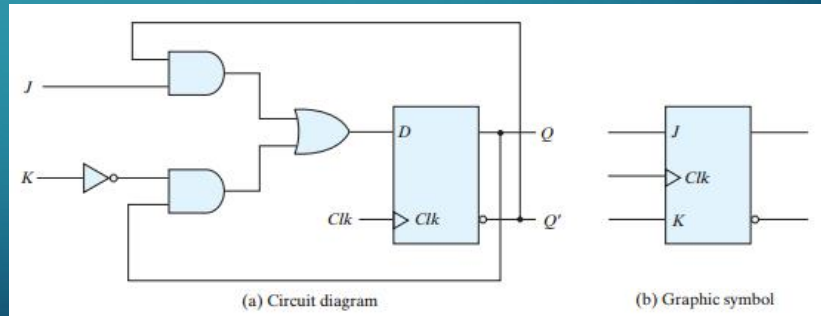 J
K
D
Q
Clk
Clk
Q'
(a) Circuit diagram
J
Clk
K
(b) Graphic symbol